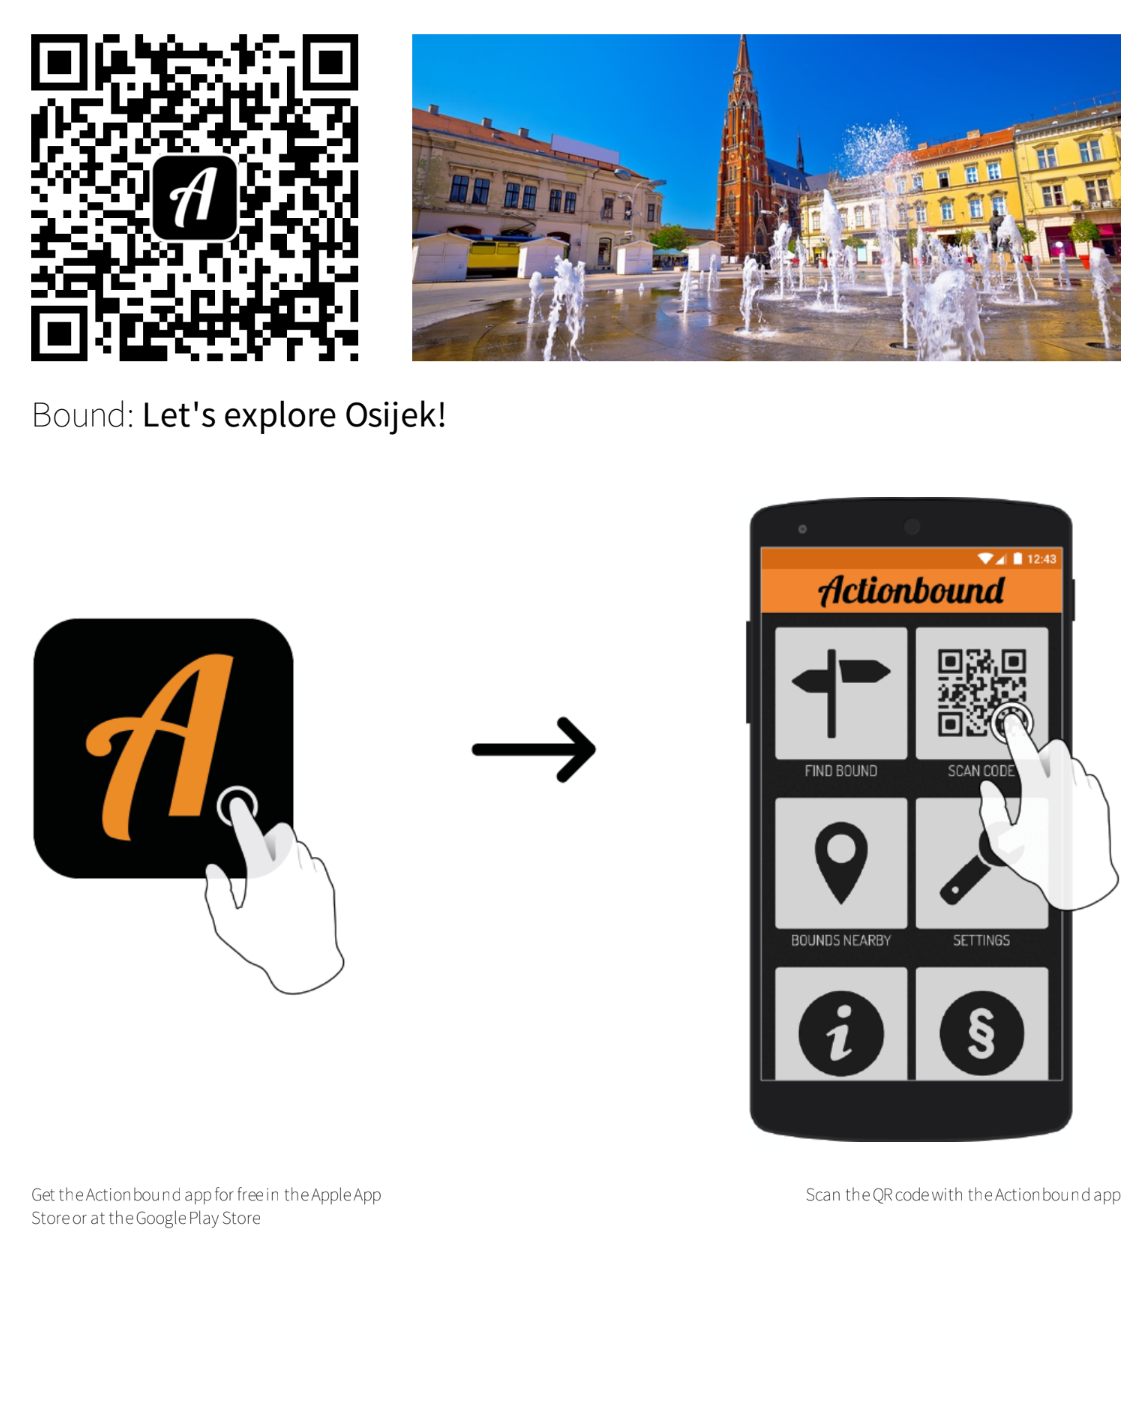 A
Bound: Let's explore Osijek!
A
12:43
Actionbound
FIND BOUND
SCAN CODE
BOUNDS NEARBY
SETTINGS
i
§
Get the Actionbound app for free in the Apple App
Store or at the Google Play Store
Scan the QR code with the Actionbound app